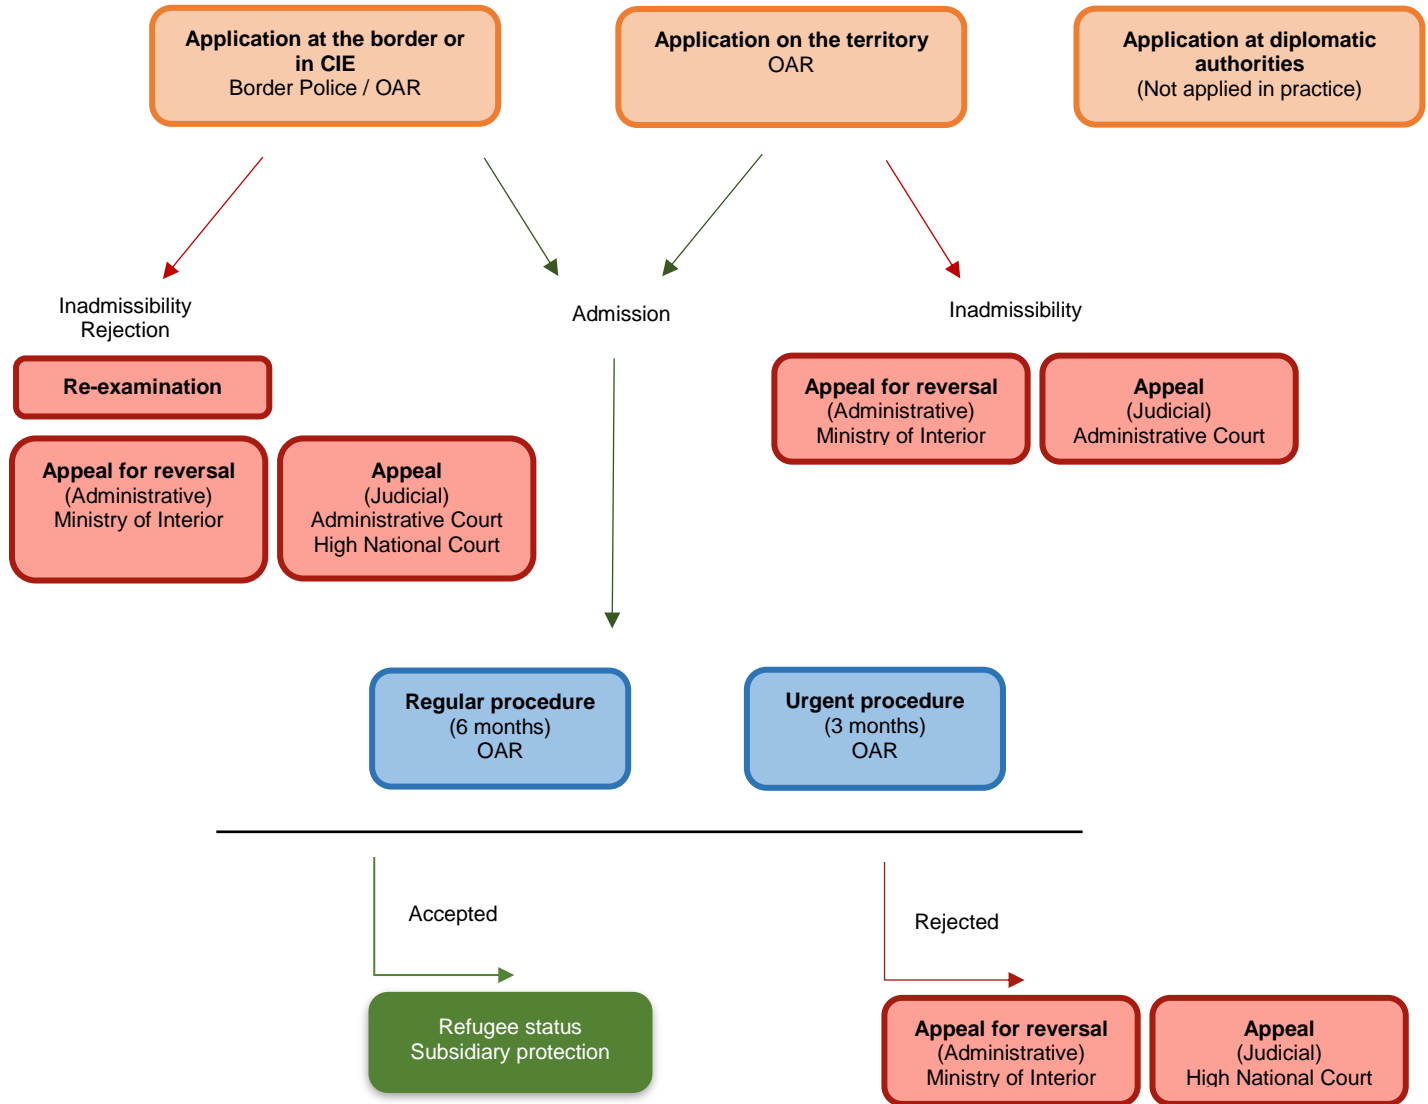 Application at the border or
in CIE
Border Police / OAR
Application on the territory
OAR
Application at diplomatic
authorities
(Not applied in practice)
Inadmissibility
Rejection
Admission
Inadmissibility
Re-examination
Appeal for reversal
(Administrative)
Ministry of Interior
Appeal
(Judicial)
Administrative Court
High National Court
Appeal for reversal
(Administrative)
Ministry of Interior
Appeal
(Judicial)
Administrative Court
Regular procedure
(6 months)
OAR
Urgent procedure
(3 months)
OAR
Accepted
Rejected
Refugee status
Subsidiary protection
Appeal for reversal
(Administrative)
Ministry of Interior
Appeal
(Judicial)
High National Court